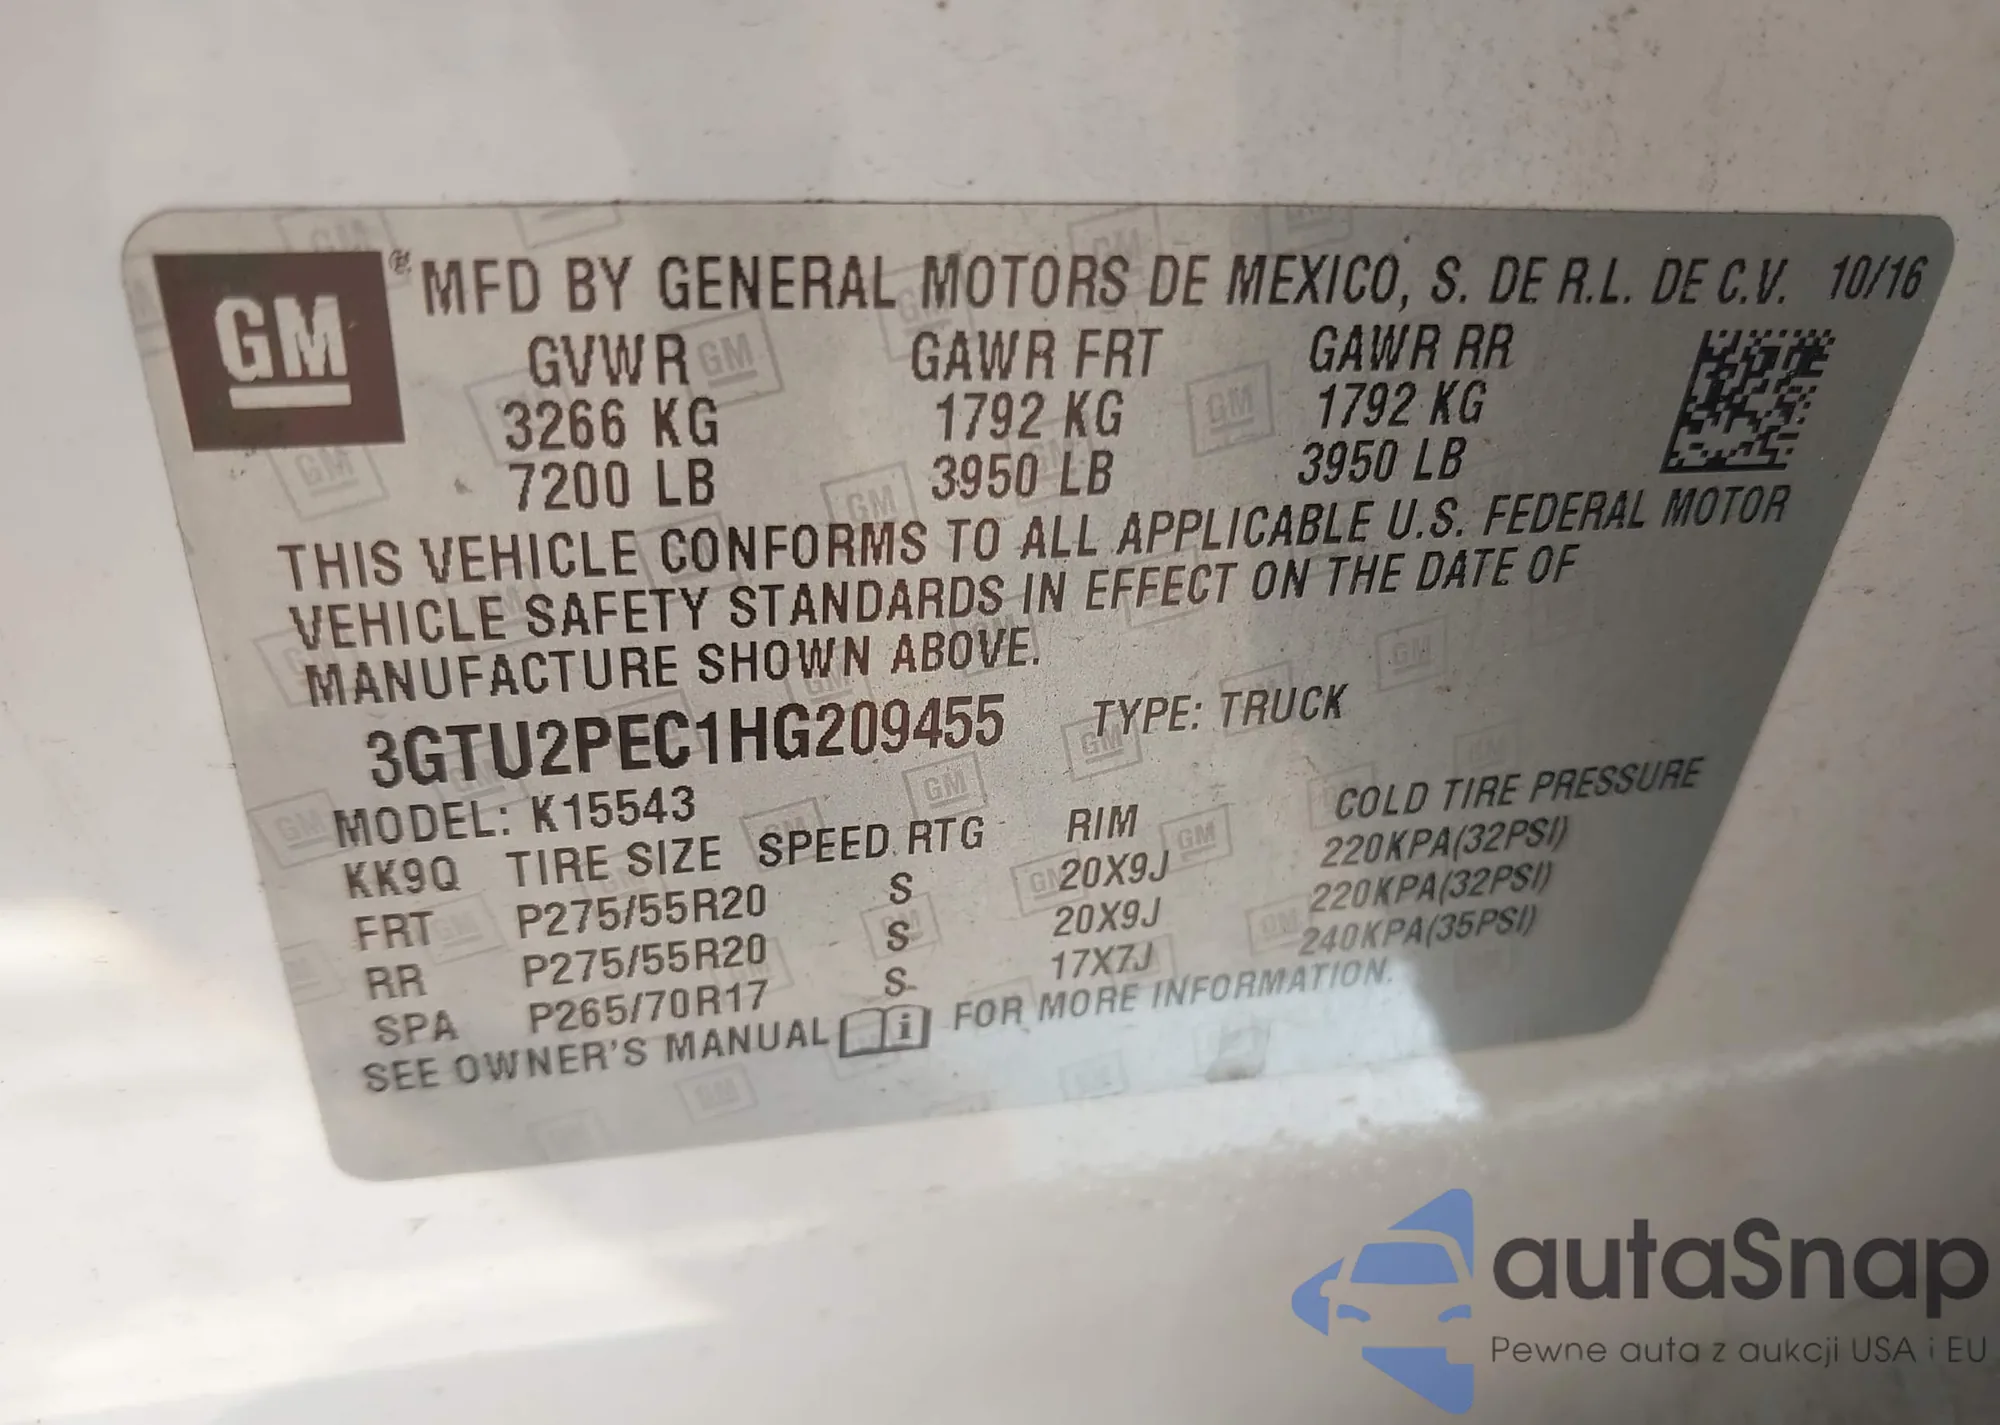 GM ® MFD BY GENERAL MOTORS DE MEXICO, S. DE R.L. DE C.V. 10/16
GVWR GAWR FRT GAWR RR
3266 KG 1792 KG 1792 KG
7200 LB 3950 LB 3950 LB
THIS VEHICLE CONFORMS TO ALL APPLICABLE U.S. FEDERAL MOTOR
VEHICLE SAFETY STANDARDS IN EFFECT ON THE DATE OF
MANUFACTURE SHOWN ABOVE.
3GTU2PEC1HG209455 TYPE: TRUCK
MODEL: K15543
KK9Q TIRE SIZE SPEED RTG RIM COLD TIRE PRESSURE
FRT P275/55R20 S 20X9J 220KPA(32PSI)
RR P275/55R20 S 20X9J 220KPA(32PSI)
SPA P265/70R17 S 17X7J 240KPA(35PSI)
SEE OWNER'S MANUAL i FOR MORE INFORMATION.
autaSnap
Pewne auta z aukcji USA i EU